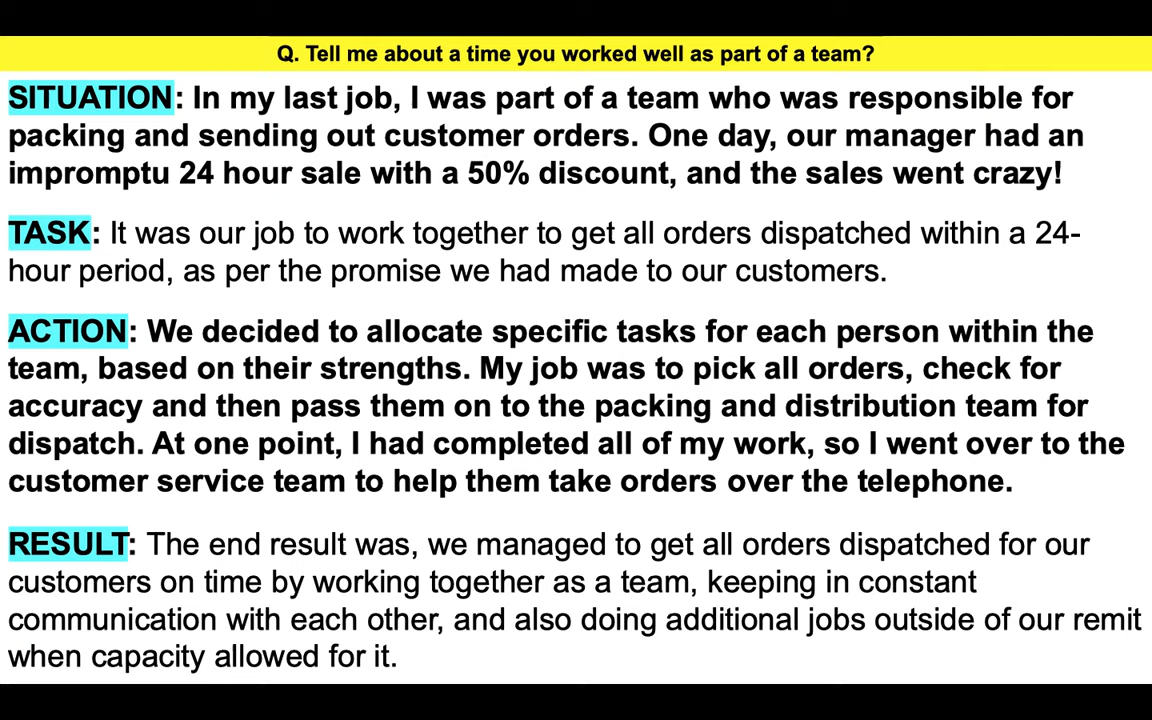 Q. Tell me about a time you worked well as part of a team?
SITUATION: In my last job, I was part of a team who was responsible for
packing and sending out customer orders. One day, our manager had an
impromptu 24 hour sale with a 50% discount, and the sales went crazy!
TASK: It was our job to work together to get all orders dispatched within a 24-
hour period, as per the promise we had made to our customers.
ACTION: We decided to allocate specific tasks for each person within the
team, based on their strengths. My job was to pick all orders, check for
accuracy and then pass them on to the packing and distribution team for
dispatch. At one point, I had completed all of my work, so I went over to the
customer service team to help them take orders over the telephone.
RESULT: The end result was, we managed to get all orders dispatched for our
customers on time by working together as a team, keeping in constant
communication with each other, and also doing additional jobs outside of our remit
when capacity allowed for it.